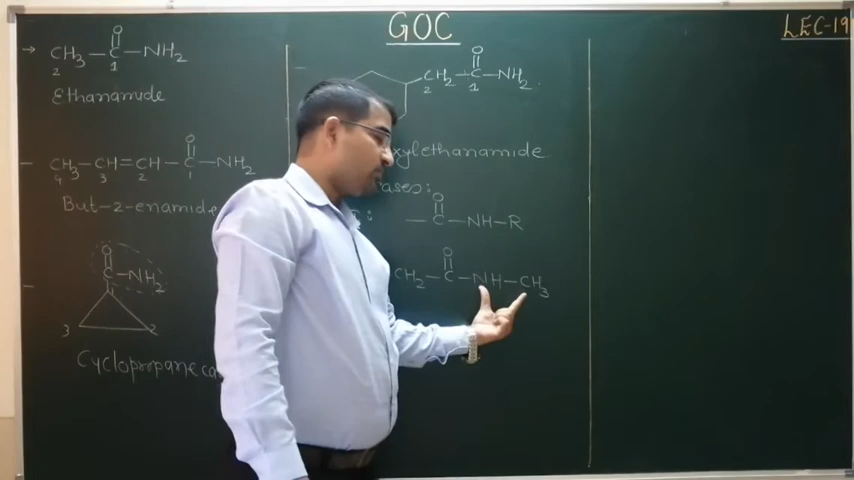 GOC
LEC-19
→ CH₃-C-NH₂
O
2 1
Ethanamide
- CH₃-CH=CH-C-NH₂
O
4 3 2 1
But-2-enamide
- C-NH₂
O
1
3 2
Cyclopropane ca
CH₂-C-NH₂
O
2 1
xylethanamide
ases:
:
-C-NH-R
O
CH₂-C-NH-CH₃
O